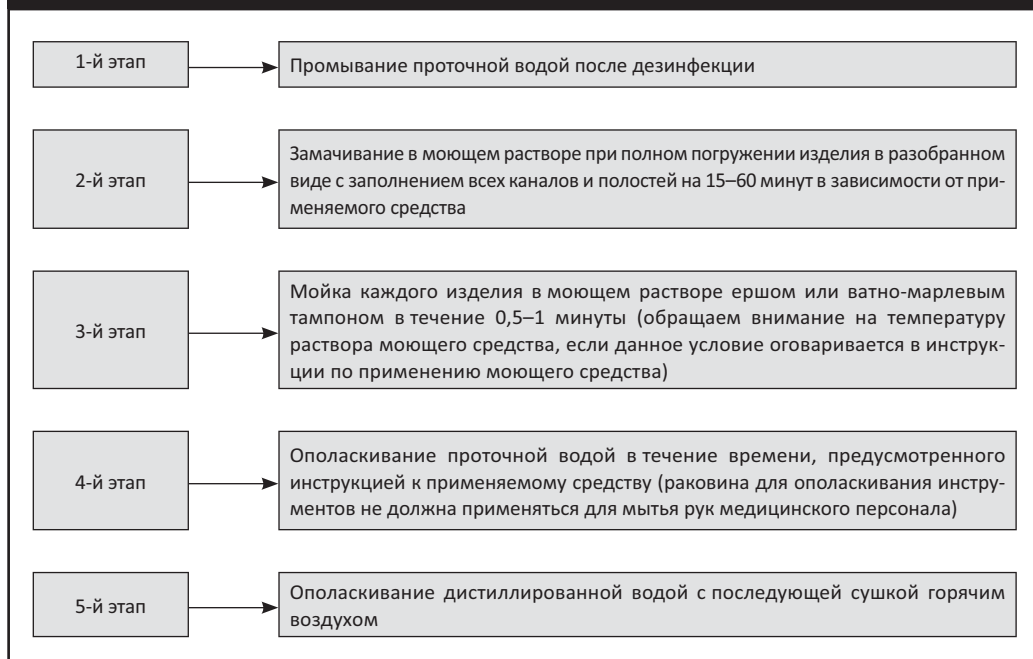 1-й этап
Промывание проточной водой после дезинфекции
2-й этап
Замачивание в моющем растворе при полном погружении изделия в разобранном
виде с заполнением всех каналов и полостей на 15–60 минут в зависимости от при-
меняемого средства
3-й этап
Мойка каждого изделия в моющем растворе ершом или ватно-марлевым
тампоном в течение 0,5–1 минуты (обращаем внимание на температуру
раствора моющего средства, если данное условие оговаривается в инструк-
ции по применению моющего средства)
4-й этап
Ополаскивание проточной водой в течение времени, предусмотренного
инструкцией к применяемому средству (раковина для ополаскивания инстру-
ментов не должна применяться для мытья рук медицинского персонала)
5-й этап
Ополаскивание дистиллированной водой с последующей сушкой горячим
воздухом